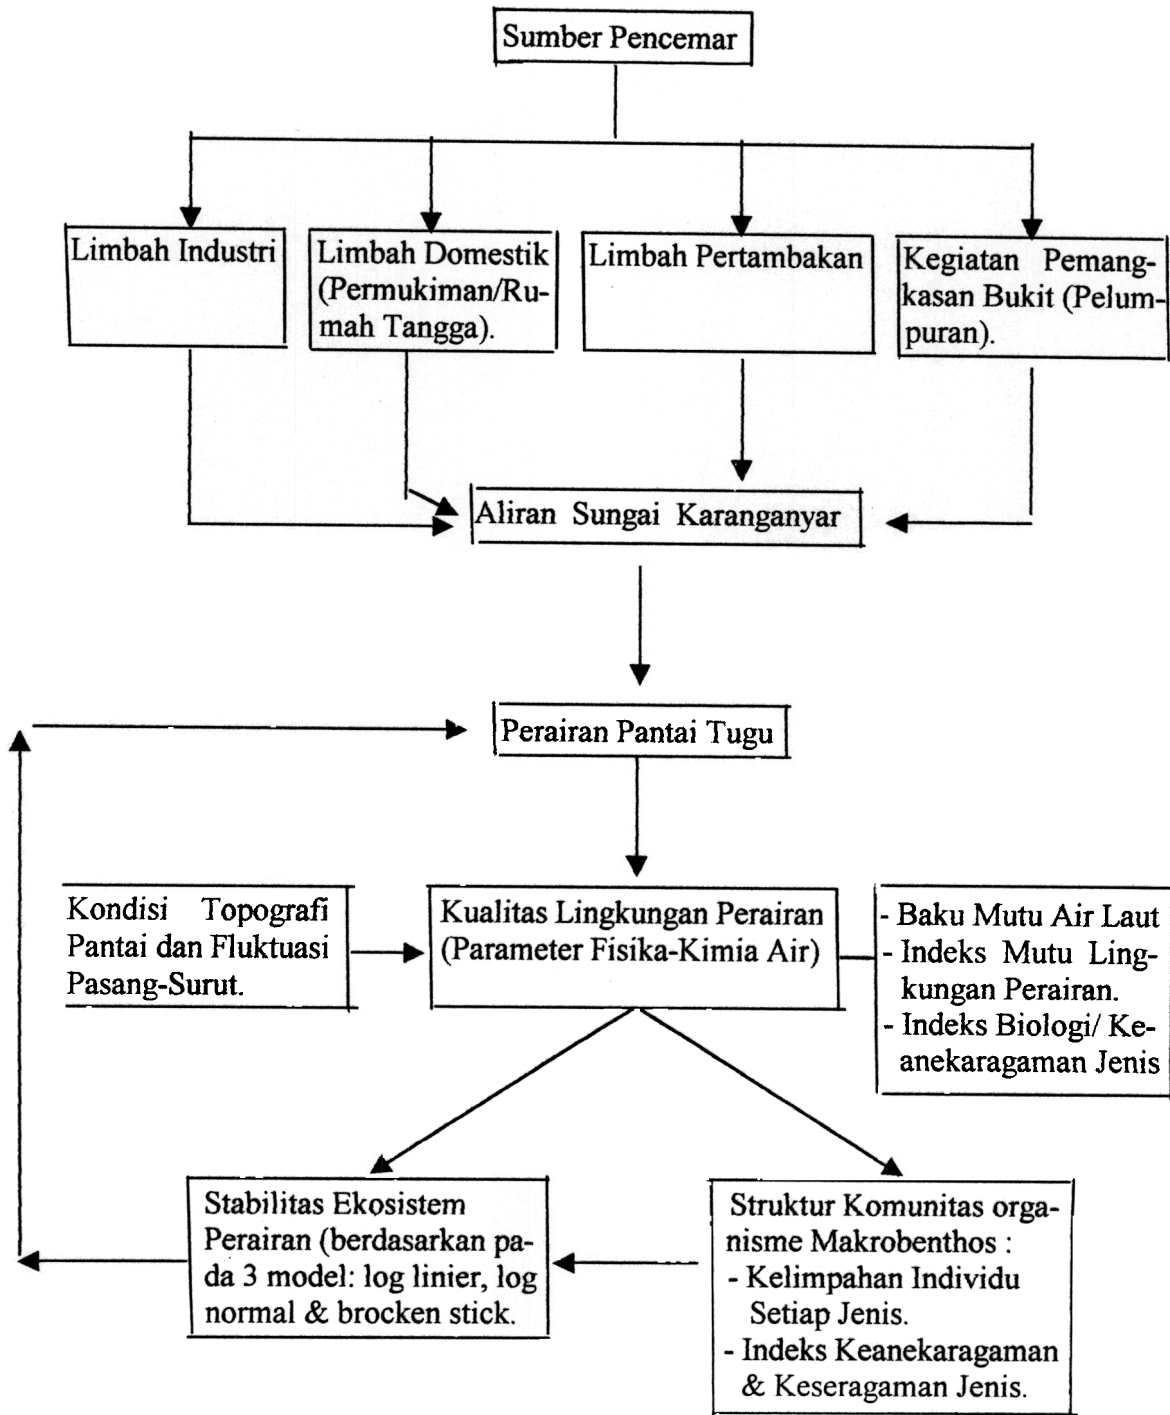 Sumber Pencemar
Limbah Industri
Limbah Domestik
(Permukiman/Ru-
mah Tangga).
Limbah Pertambakan
Kegiatan Pemang-
kasan Bukit (Pelum-
puran).
Aliran Sungai Karanganyar
Perairan Pantai Tugu
Kondisi Topografi
Pantai dan Fluktuasi
Pasang-Surut.
Kualitas Lingkungan Perairan
(Parameter Fisika-Kimia Air)
- Baku Mutu Air Laut
- Indeks Mutu Ling-
kungan Perairan.
- Indeks Biologi/ Ke-
anekaragaman Jenis
Stabilitas Ekosistem
Perairan (berdasarkan pa-
da 3 model: log linier, log
normal & brocken stick.
Struktur Komunitas orga-
nisme Makrobenthos :
- Kelimpahan Individu
Setiap Jenis.
- Indeks Keanekaragaman
& Keseragaman Jenis.